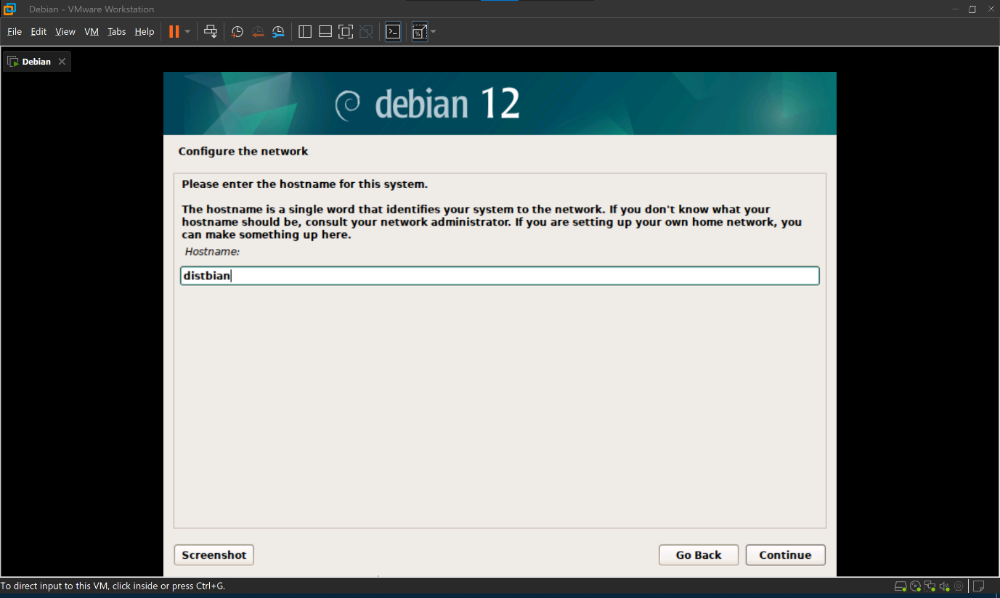 Debian - VMware Workstation
File Edit View VM Tabs Help
Debian
debian 12
Configure the network
Please enter the hostname for this system.
The hostname is a single word that identifies your system to the network. If you don't know what your
hostname should be, consult your network administrator. If you are setting up your own home network, you
can make something up here.
Hostname:
distbian
Screenshot Go Back Continue
To direct input to this VM, click inside or press Ctrl+G.